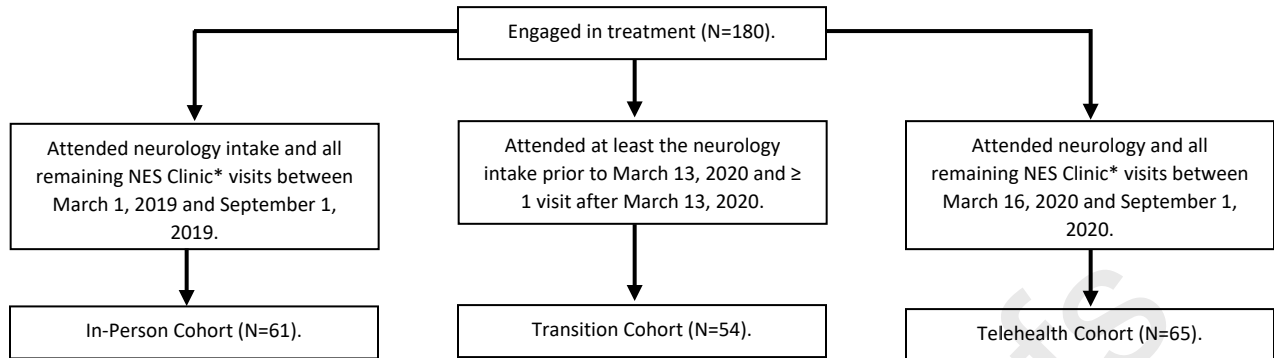 Engaged in treatment (N=180).
Attended neurology intake and all
remaining NES Clinic* visits between
March 1, 2019 and September 1,
2019.
Attended at least the neurology
intake prior to March 13, 2020 and ≥
1 visit after March 13, 2020.
Attended neurology and all
remaining NES Clinic* visits between
March 16, 2020 and September 1,
2020.
In-Person Cohort (N=61).
Transition Cohort (N=54).
Telehealth Cohort (N=65).